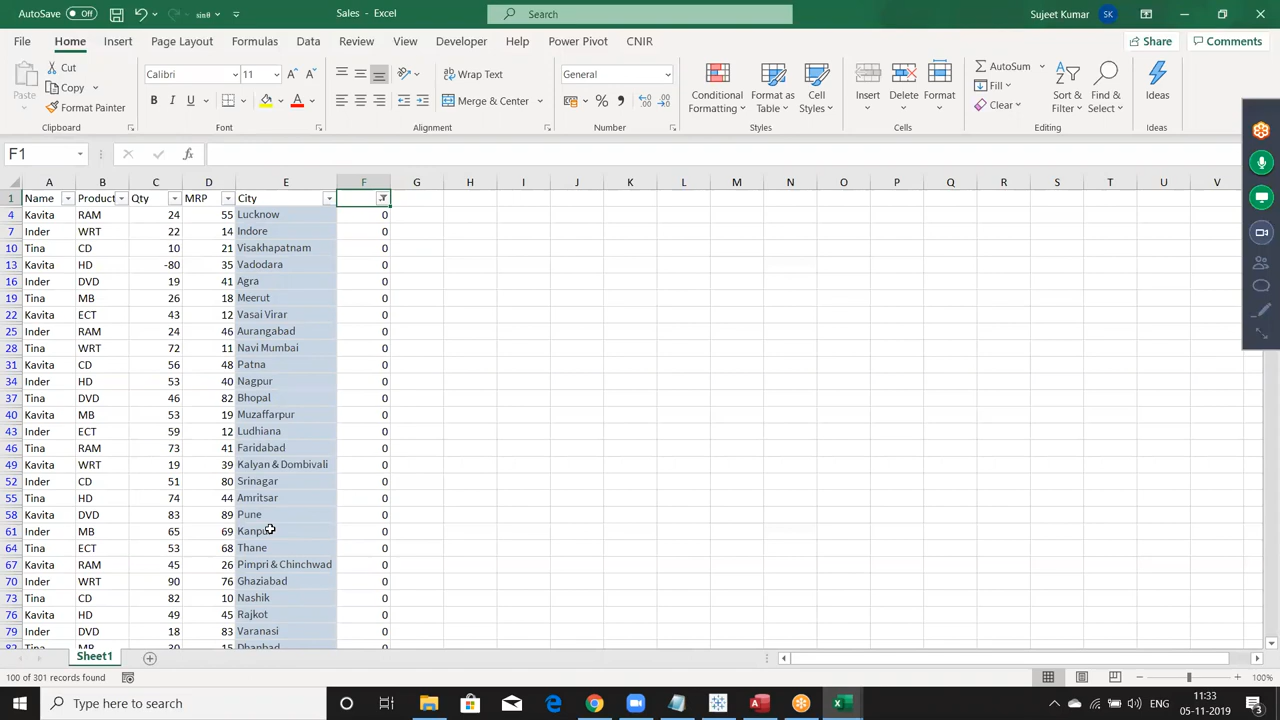 AutoSave Off Sales - Excel Search Sujeet Kumar SK
File Home Insert Page Layout Formulas Data Review View Developer Help Power Pivot CNIR Share Comments
Cut Calibri 11 Wrap Text General AutoSum
Paste Copy Merge & Center Conditional Formatting Format as Table Cell Styles Insert Delete Format Fill Sort & Filter Find & Select Ideas
Format Painter Clear
Clipboard Font Alignment Number Styles Cells Editing Ideas
F1 fx
A B C D E F G H I J K L M N O P Q R S T U V
1 Name Product Qty MRP City
4 Kavita RAM 24 55 Lucknow 0
7 Inder WRT 22 14 Indore 0
10 Tina CD 10 21 Visakhapatnam 0
13 Kavita HD -80 35 Vadodara 0
16 Inder DVD 19 41 Agra 0
19 Tina MB 26 18 Meerut 0
22 Kavita ECT 43 12 Vasai Virar 0
25 Inder RAM 24 46 Aurangabad 0
28 Tina WRT 72 11 Navi Mumbai 0
31 Kavita CD 56 48 Patna 0
34 Inder HD 53 40 Nagpur 0
37 Tina DVD 46 82 Bhopal 0
40 Kavita MB 53 19 Muzaffarpur 0
43 Inder ECT 59 12 Ludhiana 0
46 Tina RAM 73 41 Faridabad 0
49 Kavita WRT 19 39 Kalyan & Dombivali 0
52 Inder CD 51 80 Srinagar 0
55 Tina HD 74 44 Amritsar 0
58 Kavita DVD 83 89 Pune 0
61 Inder MB 65 69 Kanpur 0
64 Tina ECT 53 68 Thane 0
67 Kavita RAM 45 26 Pimpri & Chinchwad 0
70 Inder WRT 90 76 Ghaziabad 0
73 Tina CD 82 10 Nashik 0
76 Kavita HD 49 45 Rajkot 0
79 Inder DVD 18 83 Varanasi 0
82 Tina MB 30 15 Dhanbad 0
Sheet1
100 of 301 records found 100%
Type here to search ENG 11:33
05-11-2019 3